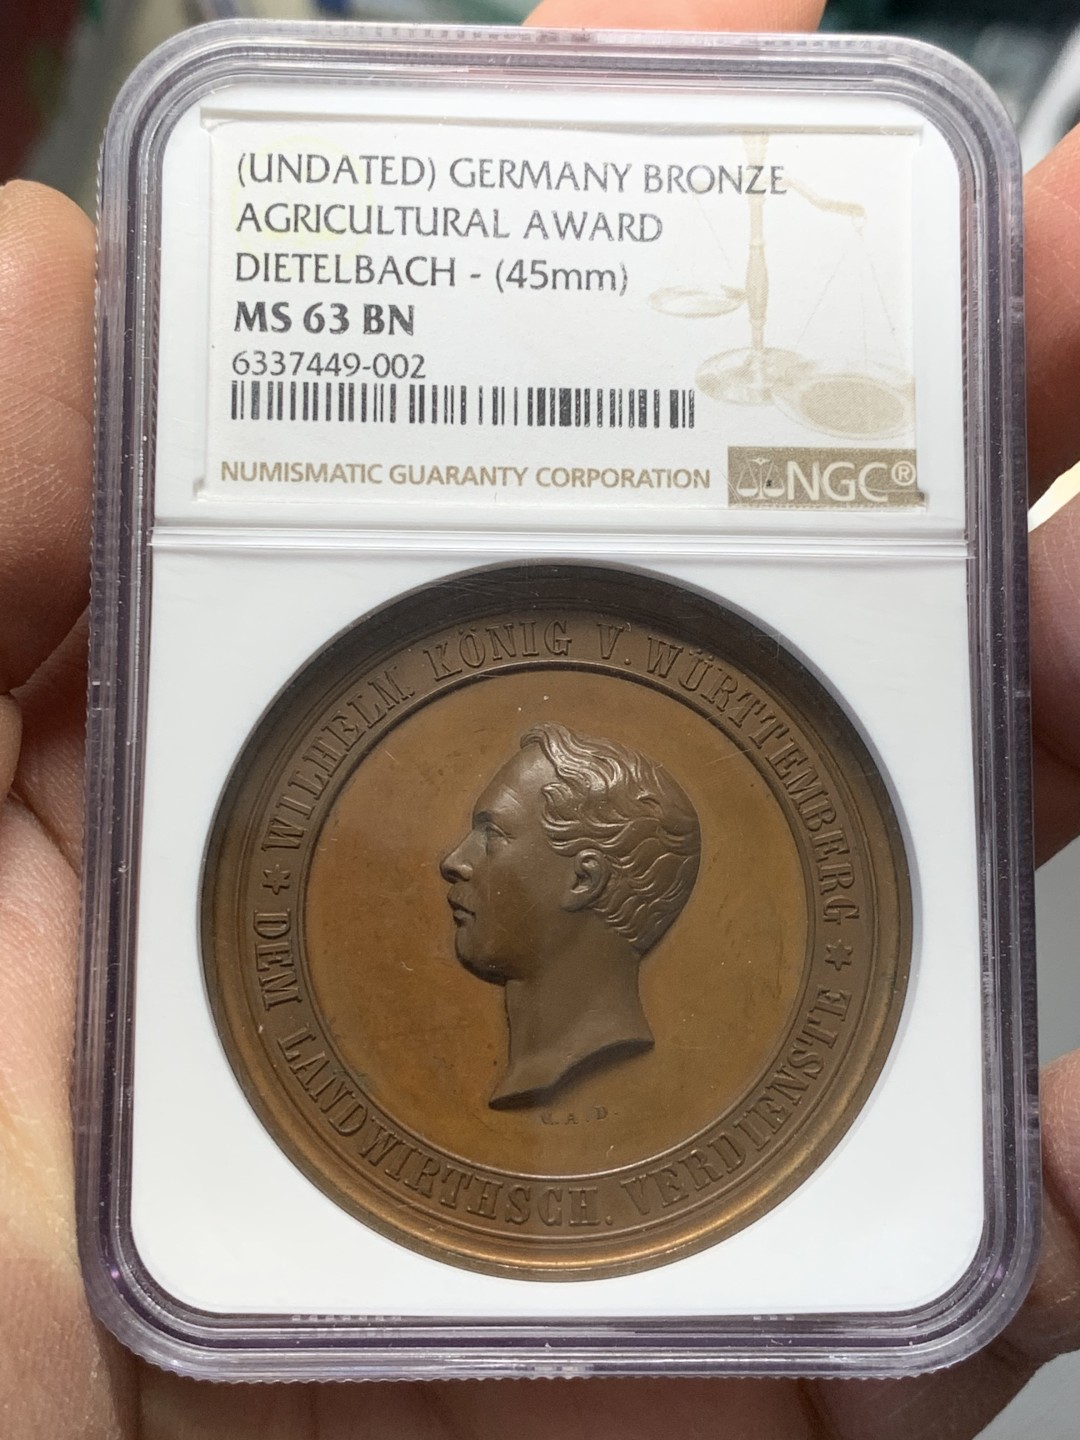 (UNDATED) GERMANY BRONZE
AGRICULTURAL AWARD
DIETELBACH - (45mm)
MS 63 BN
6337449-002
NUMISMATIC GUARANTY CORPORATION
NGC®
WILHELM KÖNIG V. WÜRTTEMBERG
DEM LANDWIRTHSCH. VERDIENSTE
C.A.D.